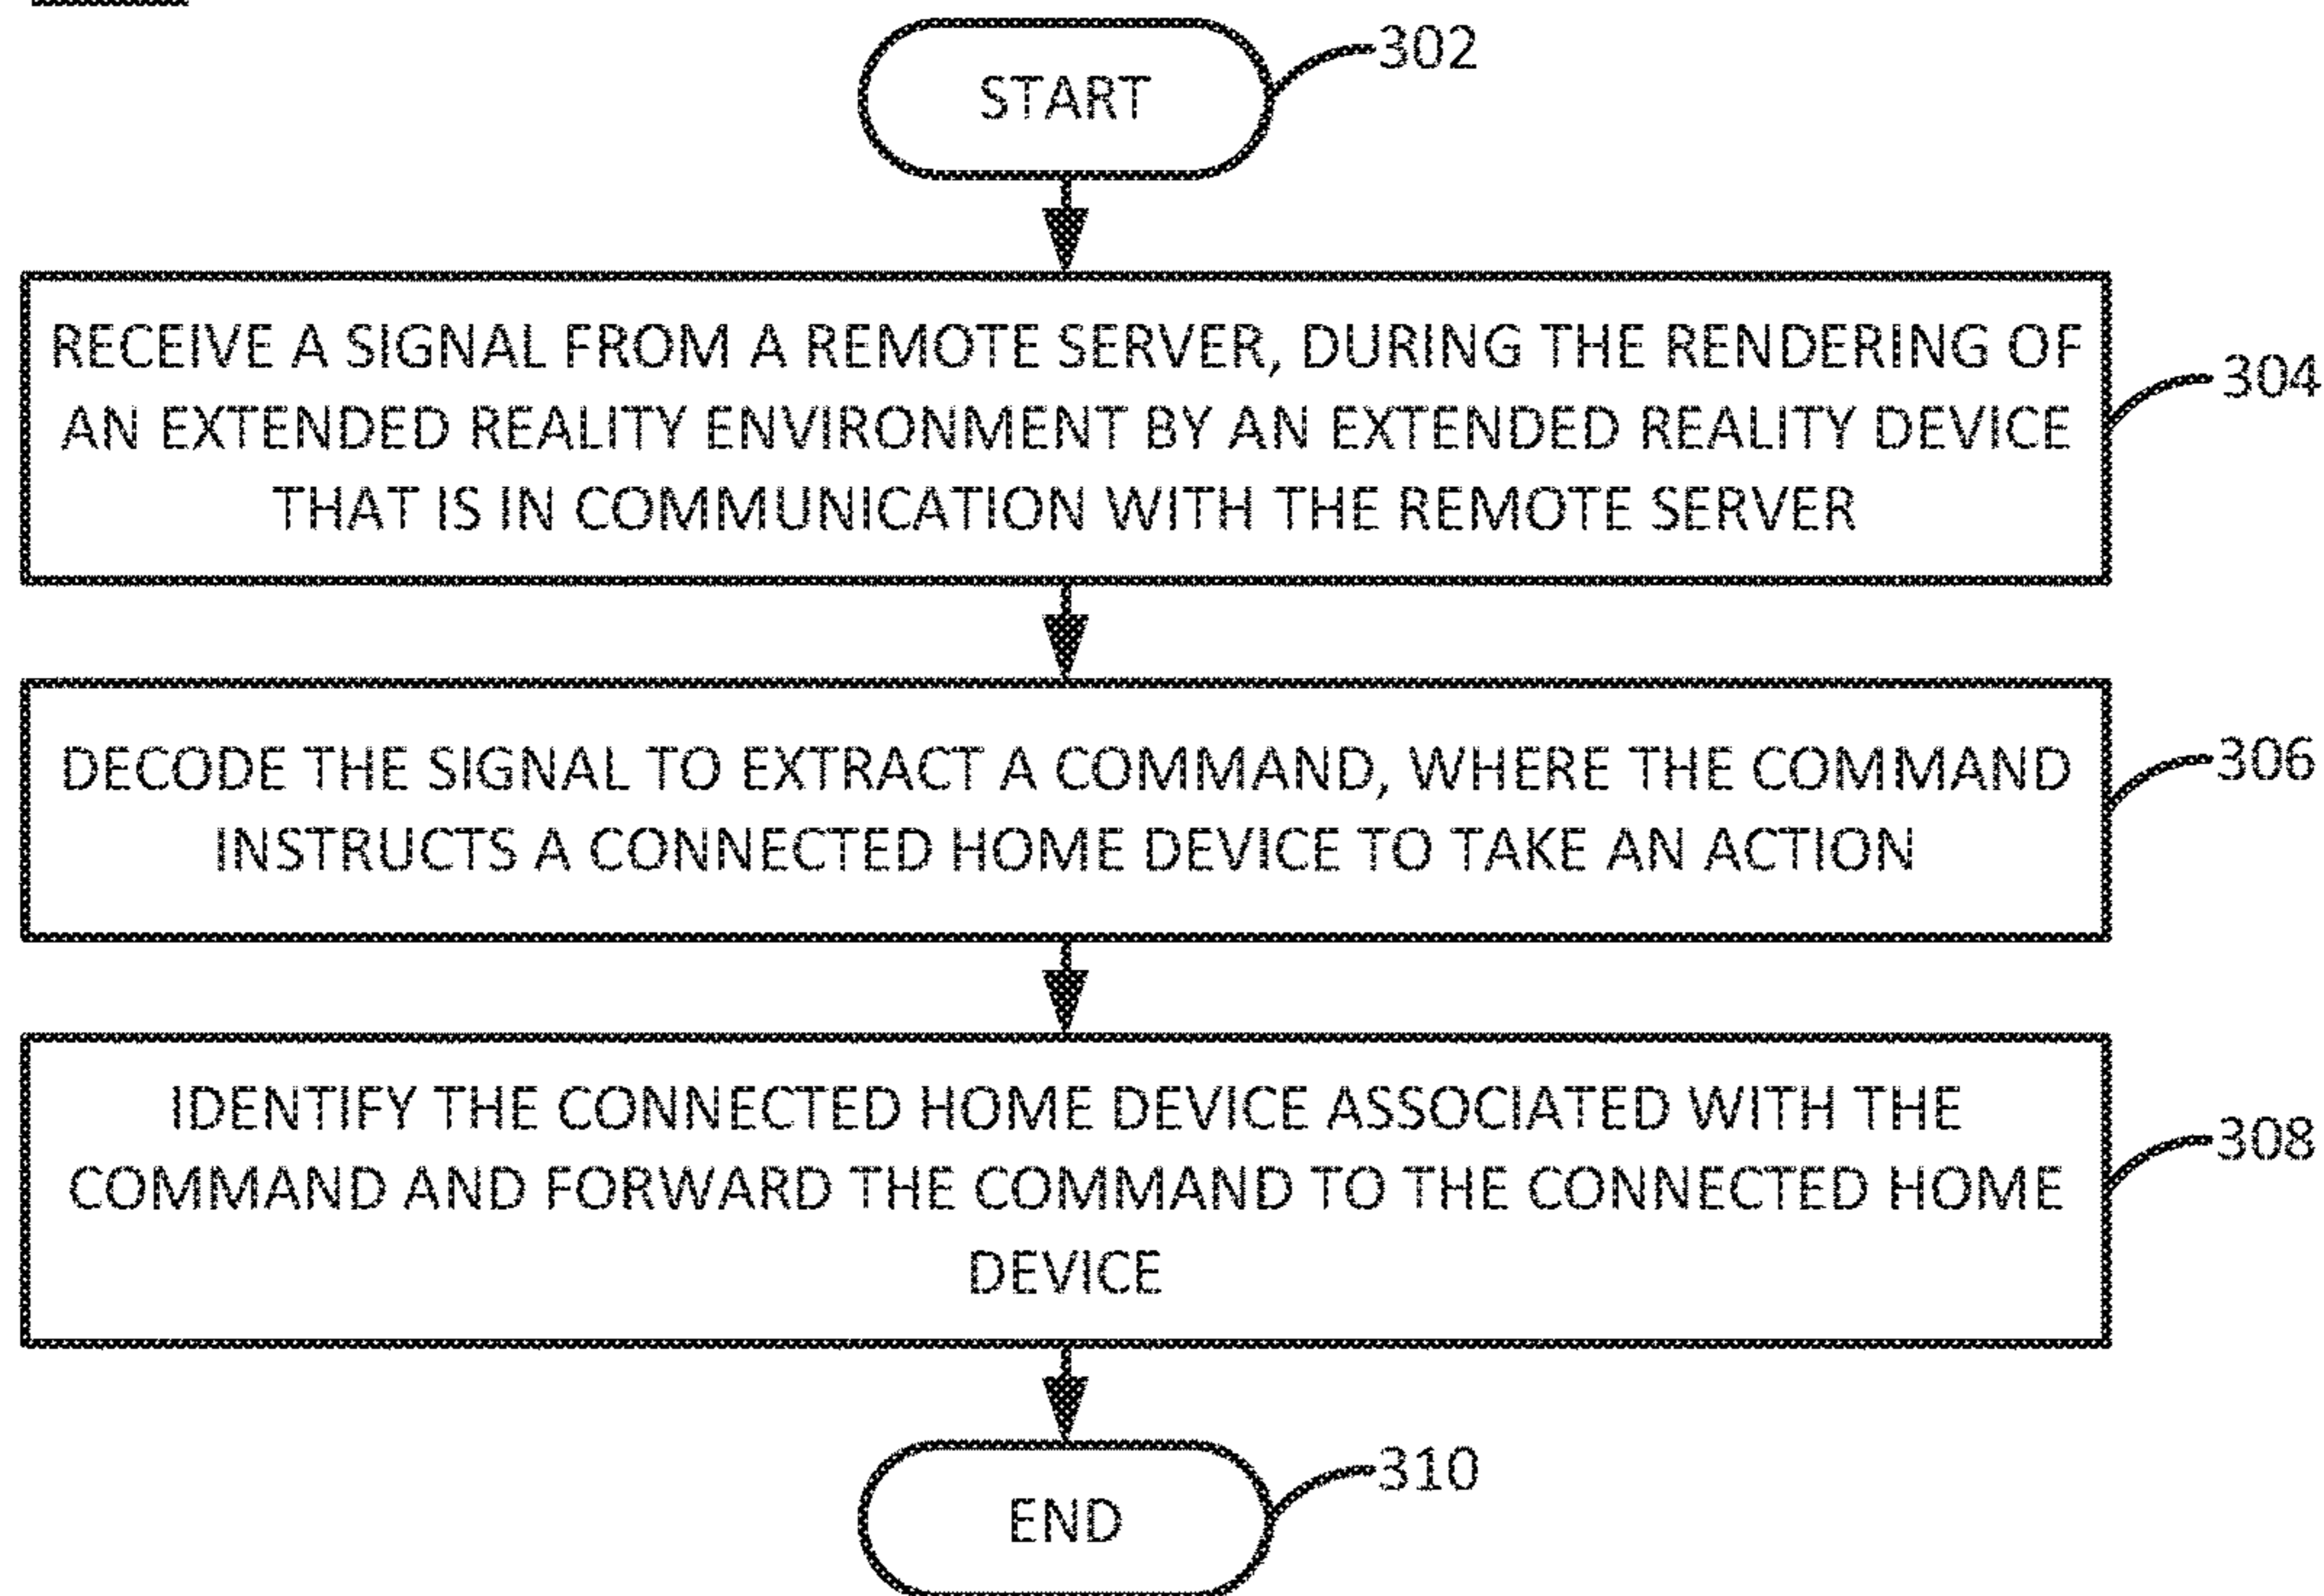 302
START
RECEIVE A SIGNAL FROM A REMOTE SERVER, DURING THE RENDERING OF
AN EXTENDED REALITY ENVIRONMENT BY AN EXTENDED REALITY DEVICE
THAT IS IN COMMUNICATION WITH THE REMOTE SERVER
304
DECODE THE SIGNAL TO EXTRACT A COMMAND, WHERE THE COMMAND
INSTRUCTS A CONNECTED HOME DEVICE TO TAKE AN ACTION
306
IDENTIFY THE CONNECTED HOME DEVICE ASSOCIATED WITH THE
COMMAND AND FORWARD THE COMMAND TO THE CONNECTED HOME
DEVICE
308
310
END